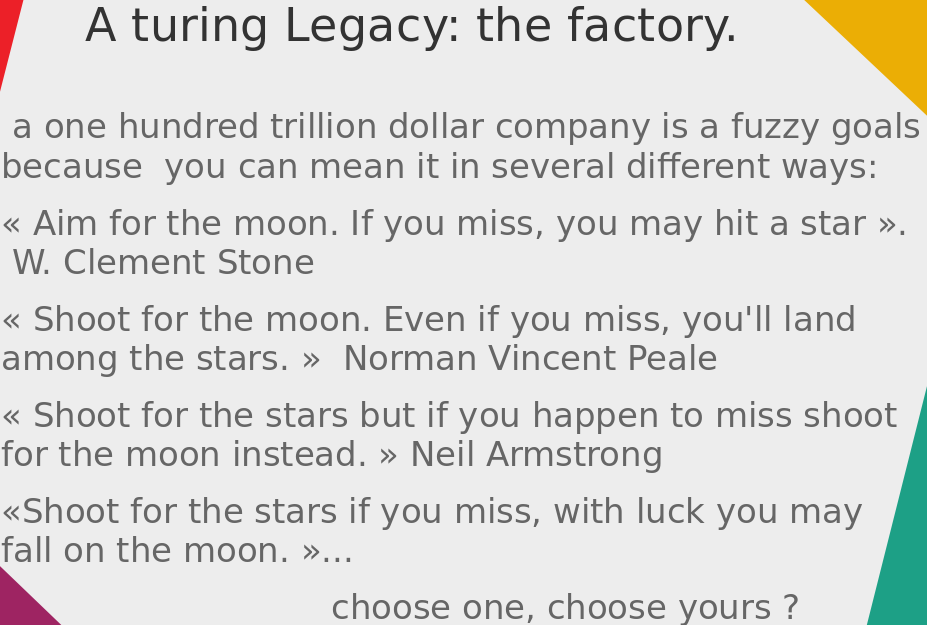 A turing Legacy: the factory.
a one hundred trillion dollar company is a fuzzy goals
because  you can mean it in several different ways:
« Aim for the moon. If you miss, you may hit a star ».
W. Clement Stone
« Shoot for the moon. Even if you miss, you'll land
among the stars. »  Norman Vincent Peale
« Shoot for the stars but if you happen to miss shoot
for the moon instead. » Neil Armstrong
«Shoot for the stars if you miss, with luck you may
fall on the moon. »...
choose one, choose yours ?